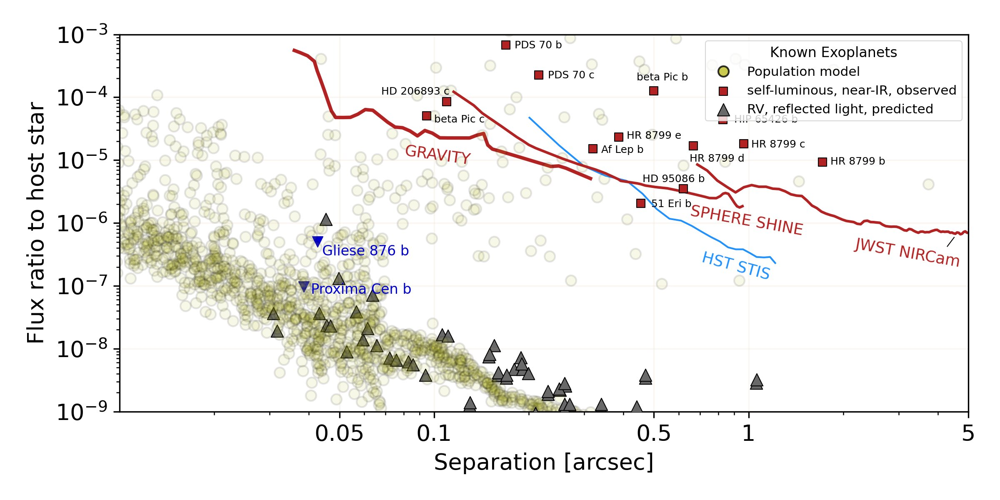 10⁻³
10⁻⁴
10⁻⁵
10⁻⁶
10⁻⁷
10⁻⁸
10⁻⁹
Flux ratio to host star
Known Exoplanets
Population model
self-luminous, near-IR, observed
RV, reflected light, predicted
PDS 70 b
PDS 70 c
beta Pic b
HD 206893 c
beta Pic c
HIP 65426 b
HR 8799 e
Af Lep b
HR 8799 c
HR 8799 d
HR 8799 b
GRAVITY
HD 95086 b
51 Eri b
SPHERE SHINE
JWST NIRCam
HST STIS
Gliese 876 b
Proxima Cen b
0.05
0.1
0.5
1
5
Separation [arcsec]